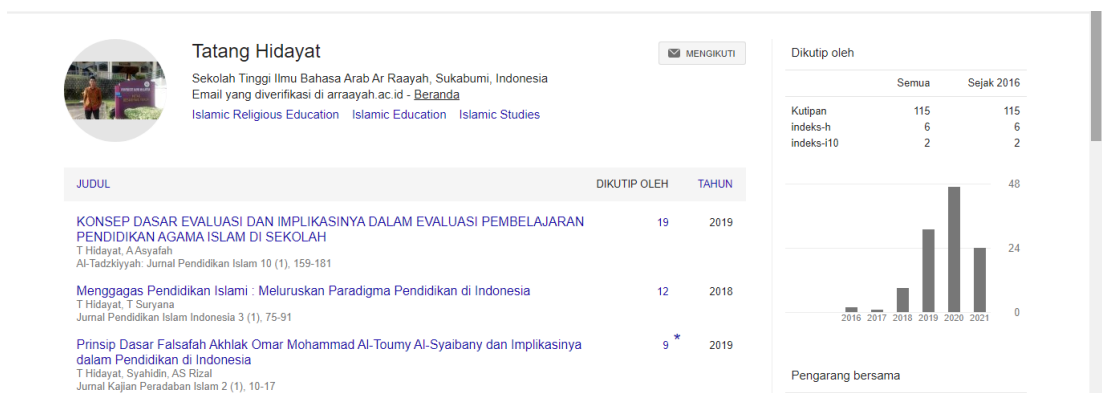 Tatang Hidayat
MENGIKUTI
Sekolah Tinggi Ilmu Bahasa Arab Ar Raayah, Sukabumi, Indonesia
Email yang diverifikasi di arraayah.ac.id - Beranda
Islamic Religious Education Islamic Education Islamic Studies
JUDUL DIKUTIP OLEH TAHUN
KONSEP DASAR EVALUASI DAN IMPLIKASINYA DALAM EVALUASI PEMBELAJARAN 19 2019
PENDIDIKAN AGAMA ISLAM DI SEKOLAH
T Hidayat, A Asyafah
Al-Tadzkiyyah: Jurnal Pendidikan Islam 10 (1), 159-181
Menggagas Pendidikan Islami : Meluruskan Paradigma Pendidikan di Indonesia 12 2018
T Hidayat, T Suryana
Jurnal Pendidikan Islam Indonesia 3 (1), 75-91
Prinsip Dasar Falsafah Akhlak Omar Mohammad Al-Toumy Al-Syaibany dan Implikasinya 9 * 2019
dalam Pendidikan di Indonesia
T Hidayat, Syahidin, AS Rizal
Jurnal Kajian Peradaban Islam 2 (1), 10-17
Dikutip oleh
Semua Sejak 2016
Kutipan 115 115
indeks-h 6 6
indeks-i10 2 2
48
24
0
2016 2017 2018 2019 2020 2021
Pengarang bersama